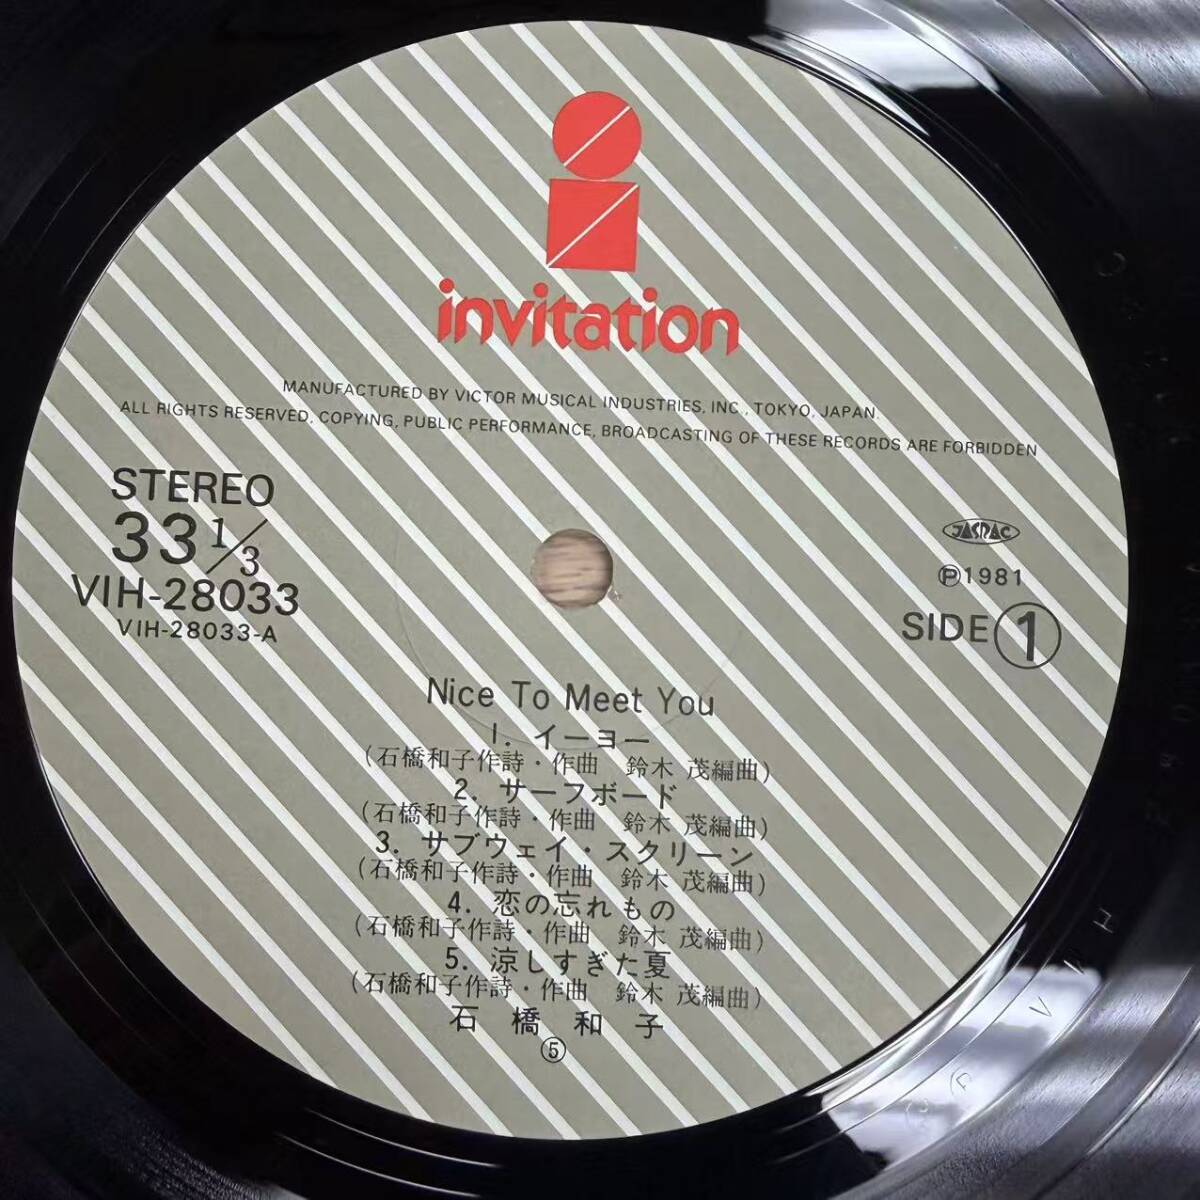 invitation
MANUFACTURED BY VICTOR MUSICAL INDUSTRIES, INC., TOKYO, JAPAN.
ALL RIGHTS RESERVED, COPYING, PUBLIC PERFORMANCE, BROADCASTING OF THESE RECORDS ARE FORBIDDEN
STEREO
33 1/3
VIH-28033
VIH-28033-A
JASRAC
Ⓟ1981
SIDE ①
Nice To Meet You
1. イーヨー
(石橋和子作詩・作曲 鈴木 茂編曲)
2. サーフボード
(石橋和子作詩・作曲 鈴木 茂編曲)
3. サブウェイ・スクリーン
(石橋和子作詩・作曲 鈴木 茂編曲)
4. 恋の忘れもの
(石橋和子作詩・作曲 鈴木 茂編曲)
5. 涼しすぎた夏
(石橋和子作詩・作曲 鈴木 茂編曲)
石橋和子
⑤